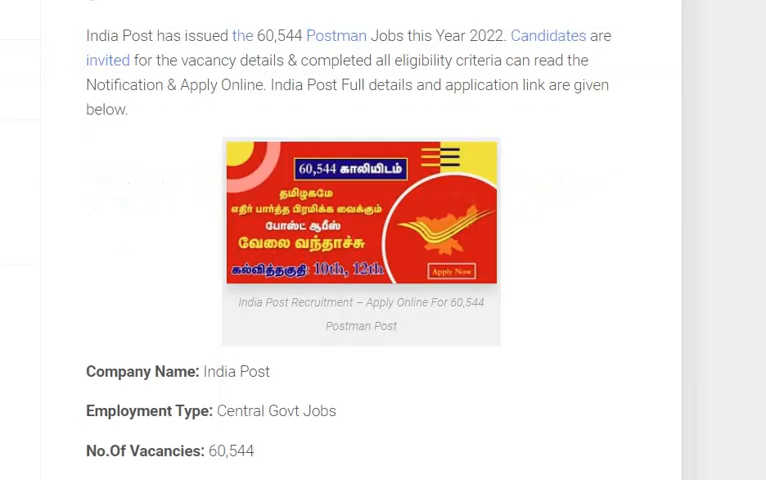 India Post has issued the 60,544 Postman Jobs this Year 2022. Candidates are
invited for the vacancy details & completed all eligibility criteria can read the
Notification & Apply Online. India Post Full details and application link are given
below.
60,544 காலியிடம்
தமிழகமே
எதிர் பார்த்த பிரமிக்க வைக்கும்
போஸ்ட் ஆபீஸ்
வேலை வந்தாச்சு
கல்வித்தகுதி: 10th, 12th
Apply Now
India Post Recruitment – Apply Online For 60,544
Postman Post
Company Name: India Post
Employment Type: Central Govt Jobs
No.Of Vacancies: 60,544